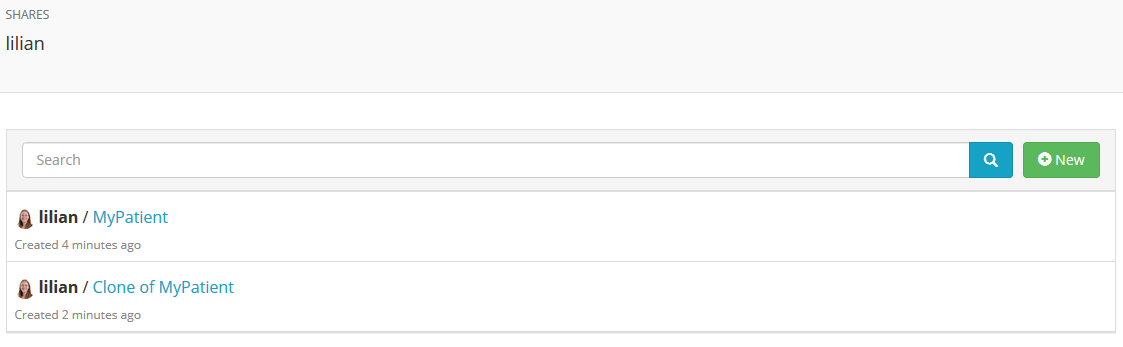 SHARES
lilian
Search
New
lilian / MyPatient
Created 4 minutes ago
lilian / Clone of MyPatient
Created 2 minutes ago